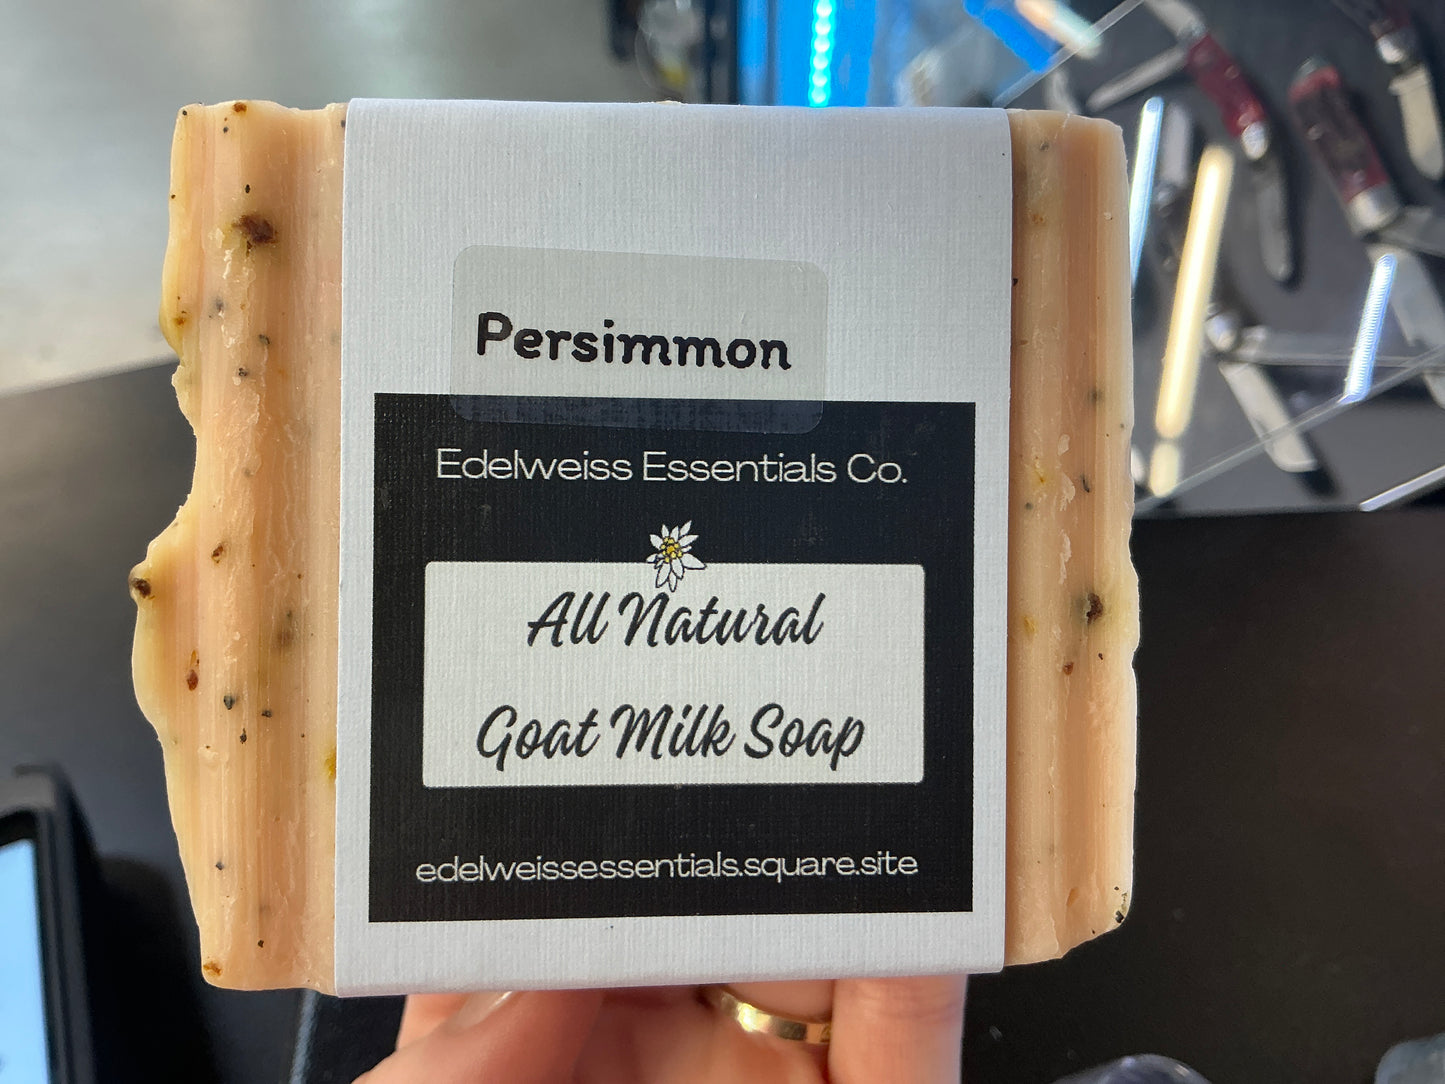 Persimmon
Edelweiss Essentials Co.
All Natural
Goat Milk Soap
edelweissessentials.square.site